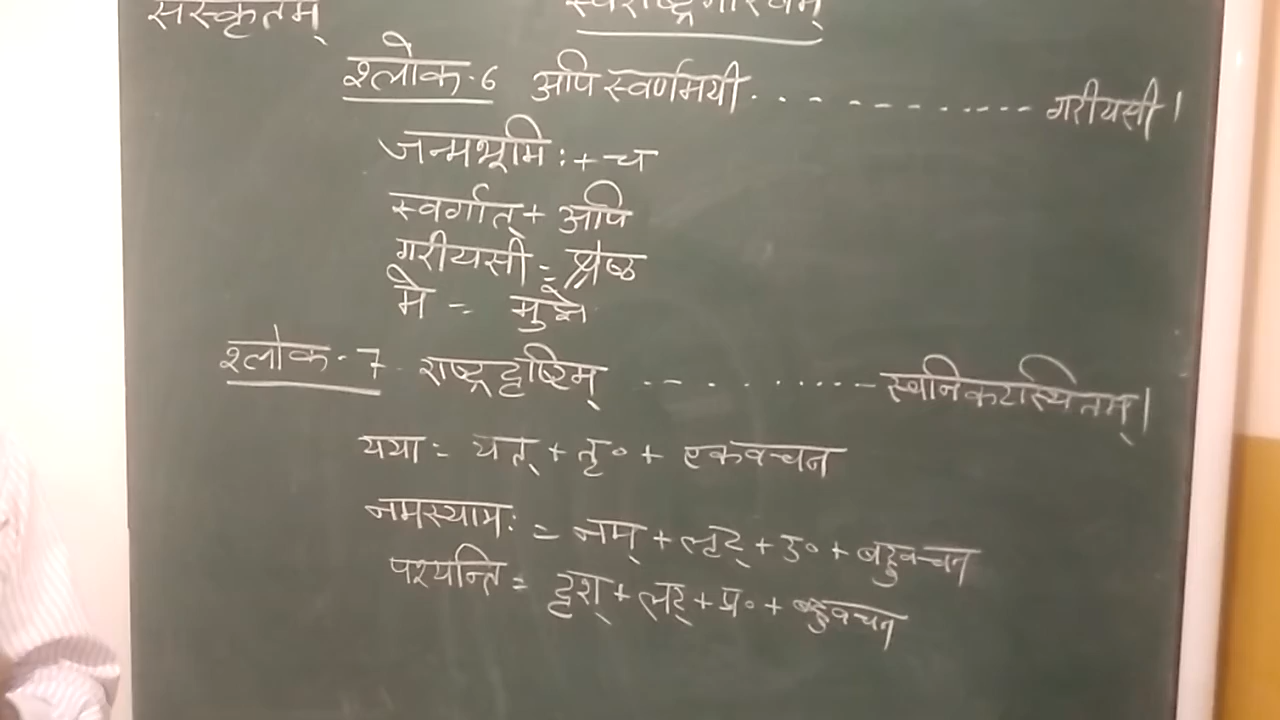 संस्कृतम् स्वराष्ट्रगौरवम्
श्लोक-6 अपि स्वर्णमयी. . - - - - - - . . . - - - गरीयसी।
जन्मभूमिः + च
स्वर्गात् + अपि
गरीयसी = श्रेष्ठ
मे - मुझे
श्लोक-7 राष्ट्रदृष्टिम् - - . . . . . . . - - स्वनिकटस्थितम्।
यया = यत् + तृ० + एकवचन
नमस्यामः = नम् + लृट् + उ० + बहुवचन
पश्यन्ति = दृश् + लट् + प्र० + बहुवचन